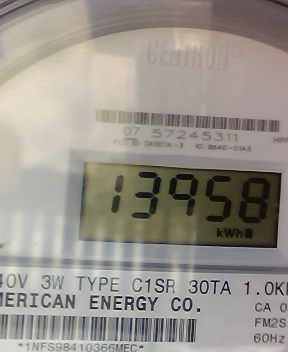 CENTRON®
07 57245311
13958
kWh
40V 3W TYPE C1SR 30TA 1.0K
MERICAN ENERGY CO.
CA 0
FM2S
60Hz
*1NFS98410366MEC*